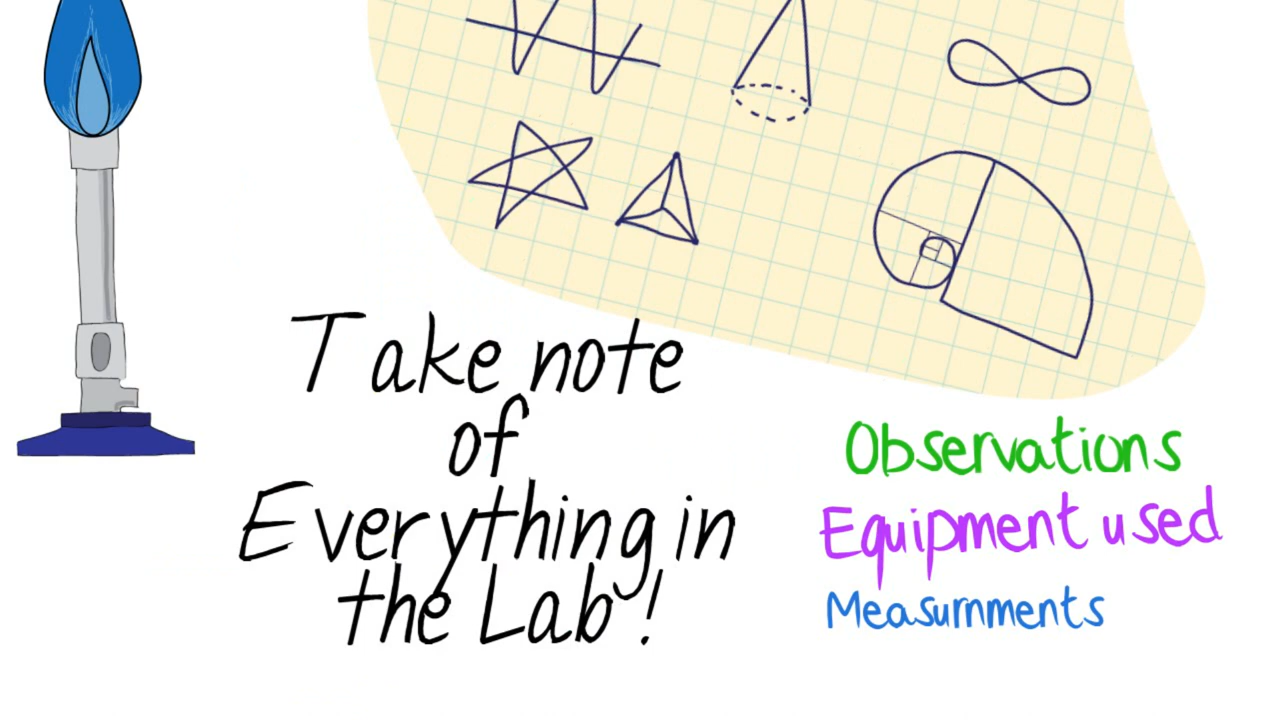 Take note
of
Everything in
the Lab!
Observations
Equipment used
Measurnments